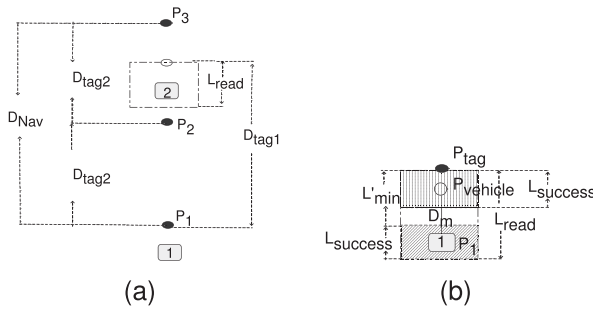 P3
Dtag2
2
Lread
DNav
P2
Dtag1
Dtag2
P1
1
(a)
Ptag
L'min
Pvehicle
Lsuccess
Dm
Lread
Lsuccess
1
P1
(b)